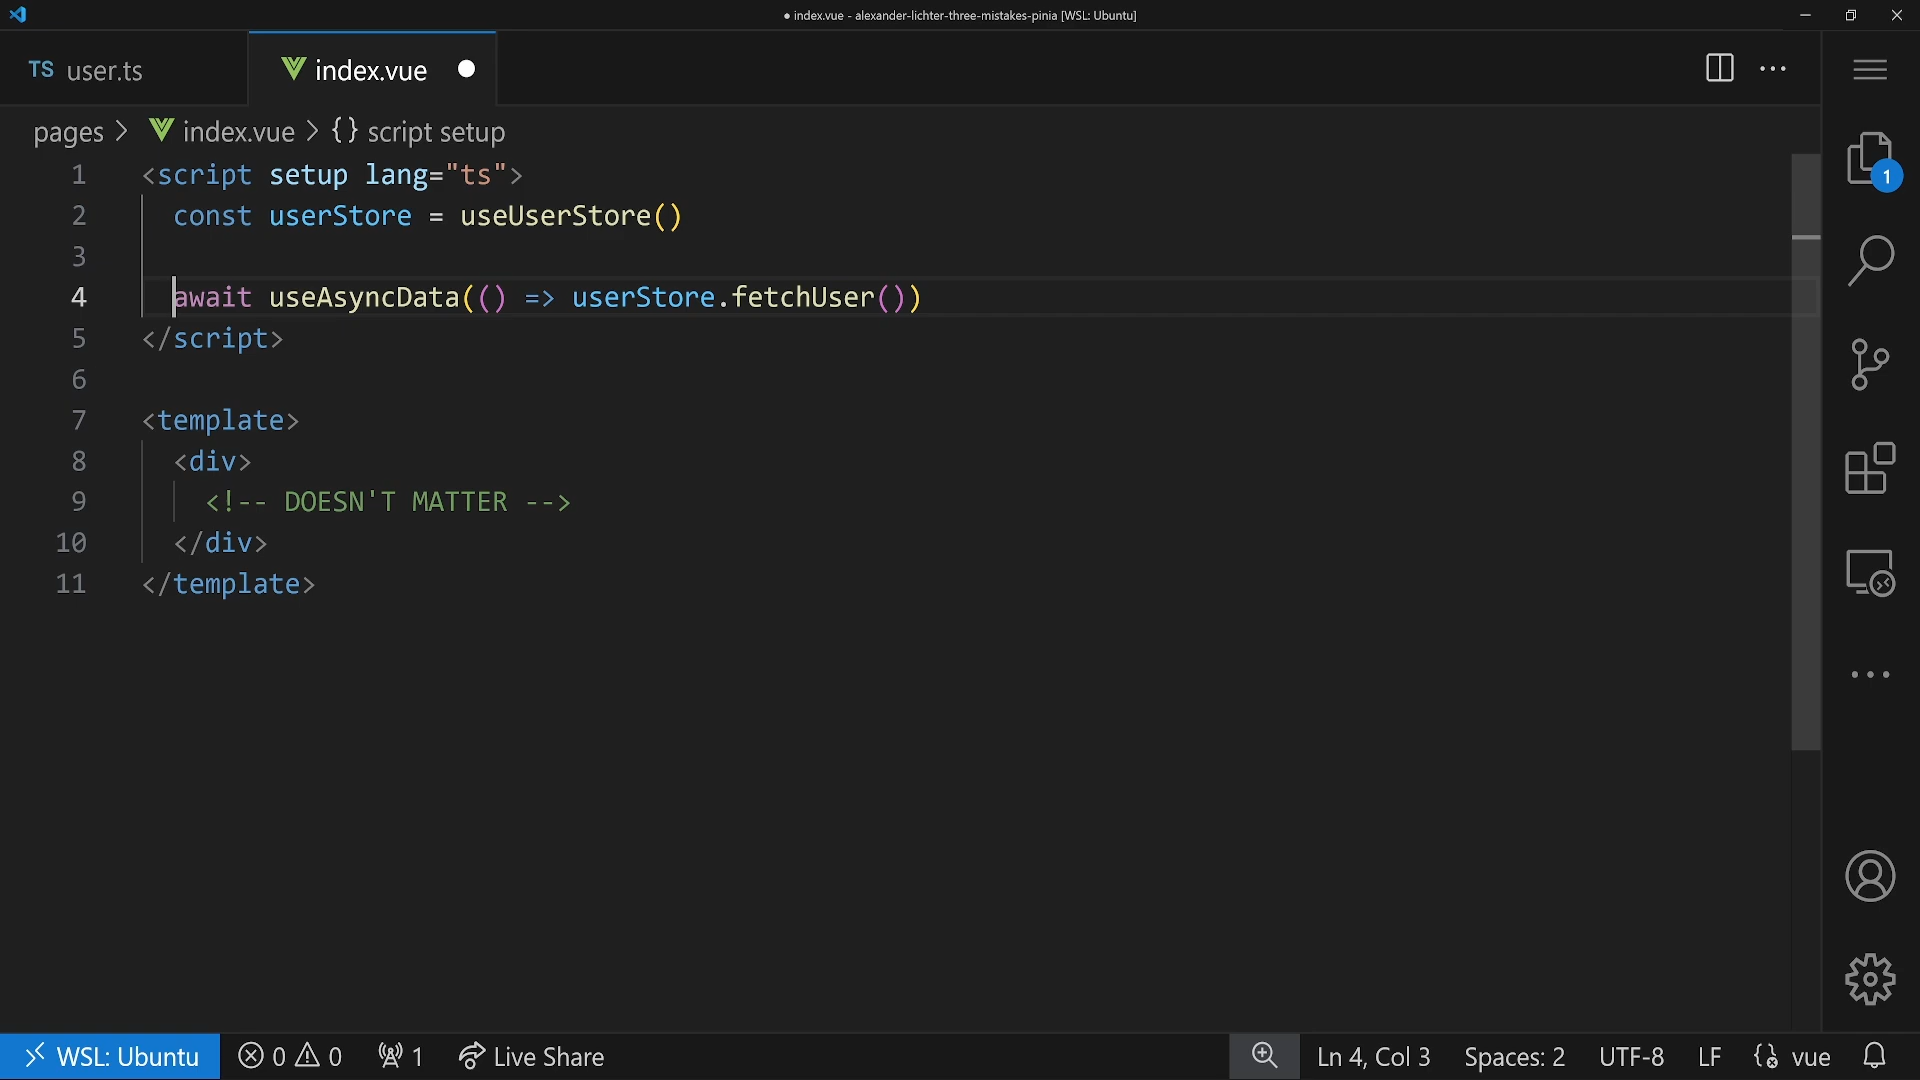 ● index.vue - alexander-lichter-three-mistakes-pinia [WSL: Ubuntu]
TS user.ts
index.vue
pages > index.vue > {} script setup
1 <script setup lang="ts">
2   const userStore = useUserStore()
3
4   await useAsyncData(() => userStore.fetchUser())
5 </script>
6
7 <template>
8   <div>
9     <!-- DOESN'T MATTER -->
10   </div>
11 </template>
1
WSL: Ubuntu 0 0 1 Live Share Ln 4, Col 3 Spaces: 2 UTF-8 LF vue